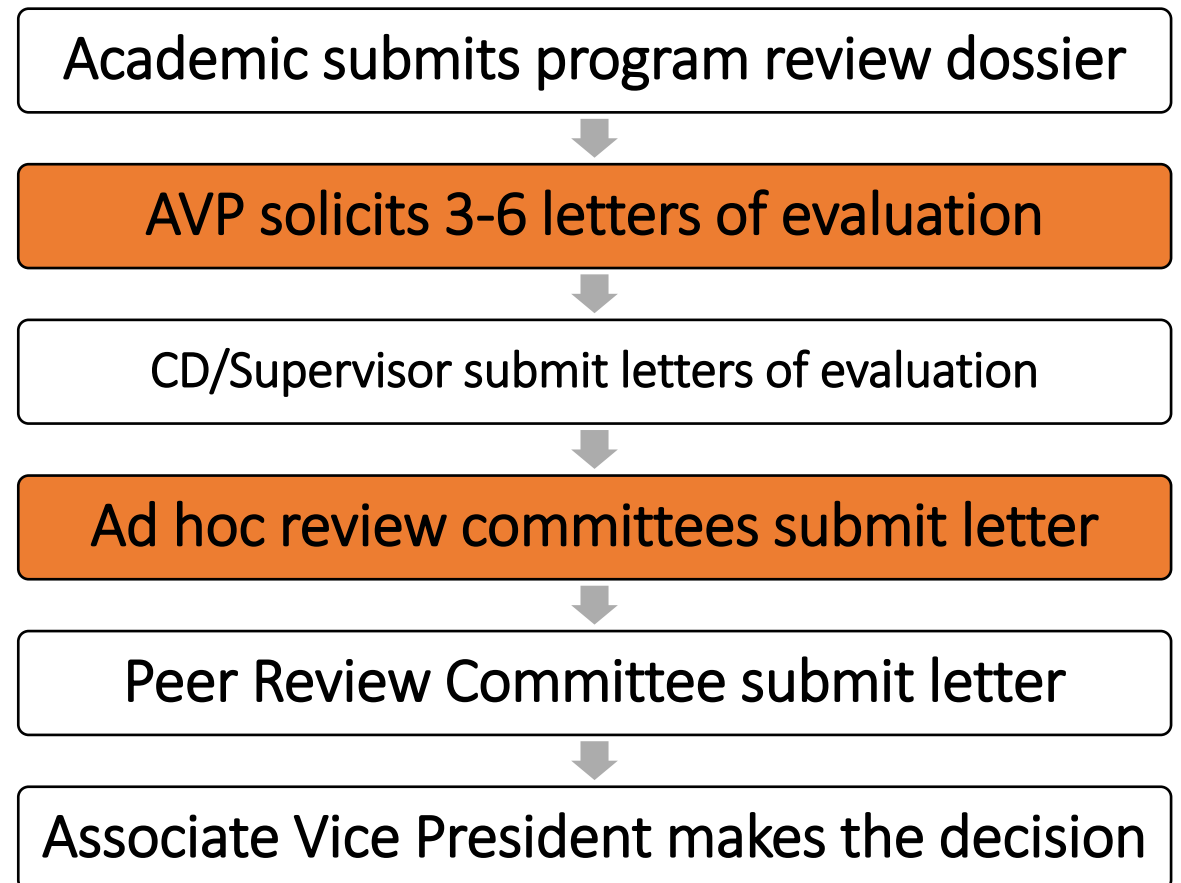 Academic submits program review dossier
AVP solicits 3-6 letters of evaluation
CD/Supervisor submit letters of evaluation
Ad hoc review committees submit letter
Peer Review Committee submit letter
Associate Vice President makes the decision